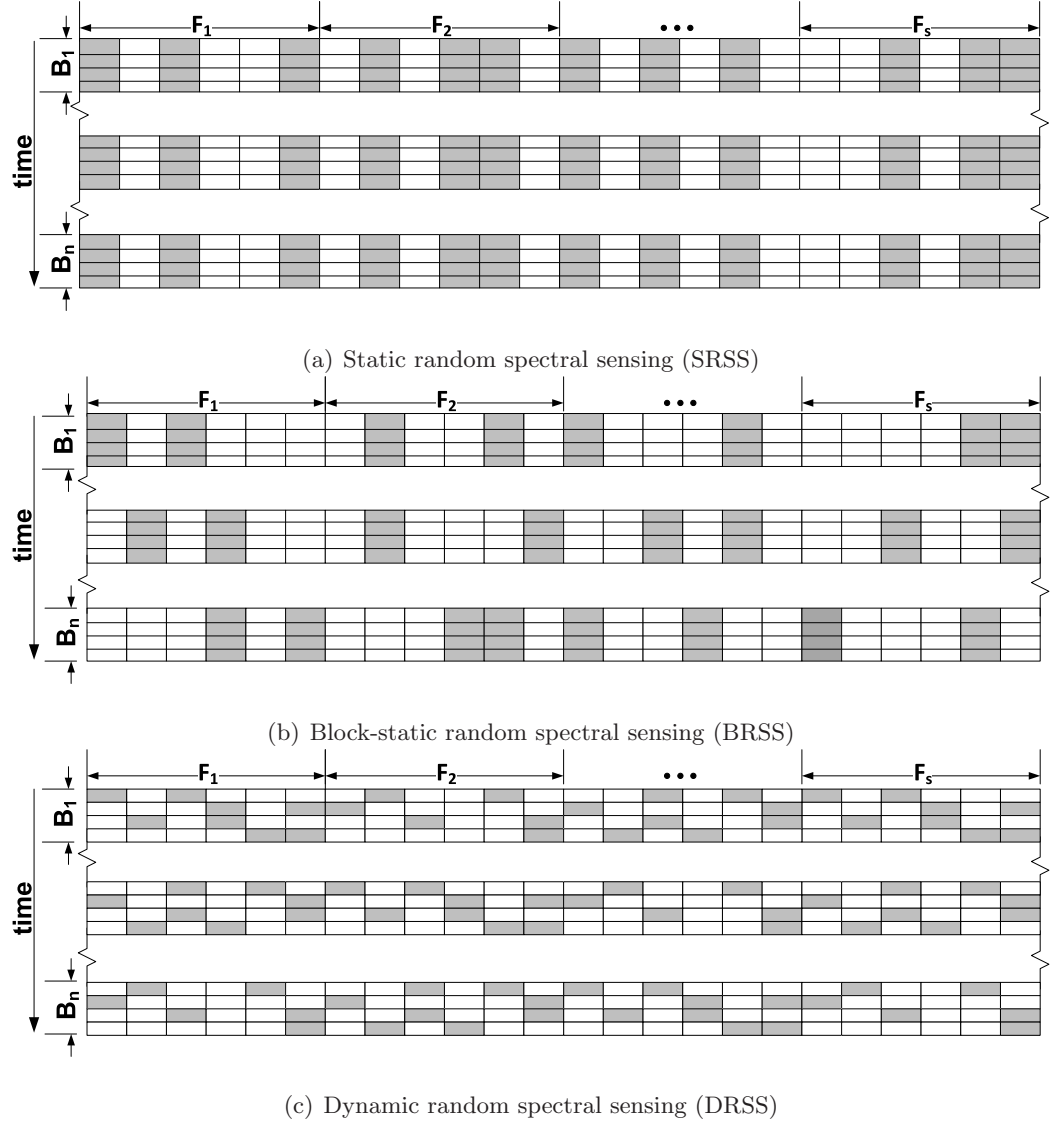 F1 F2 ••• Fs
B1
time
Bn
(a) Static random spectral sensing (SRSS)
F1 F2 ••• Fs
B1
time
Bn
(b) Block-static random spectral sensing (BRSS)
F1 F2 ••• Fs
B1
time
Bn
(c) Dynamic random spectral sensing (DRSS)